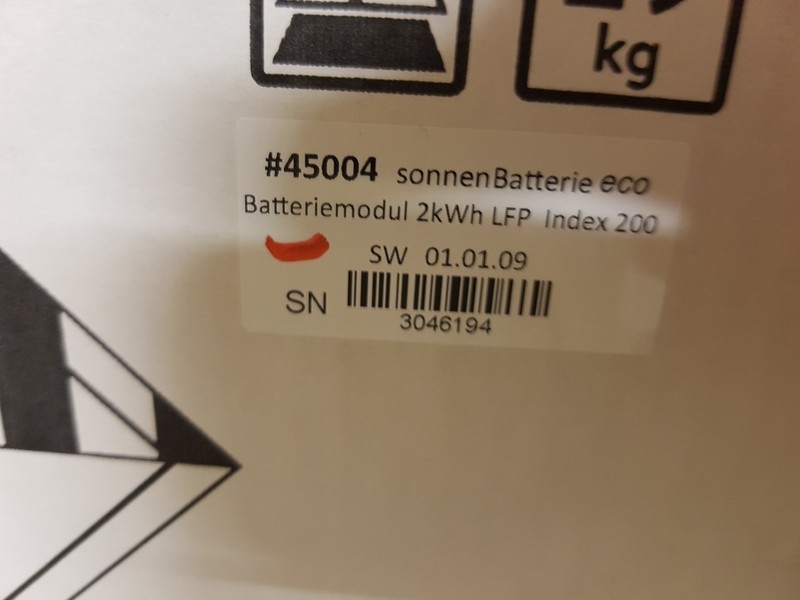 kg
#45004 sonnenBatterie eco
Batteriemodul 2kWh LFP Index 200
SW 01.01.09
SN
3046194